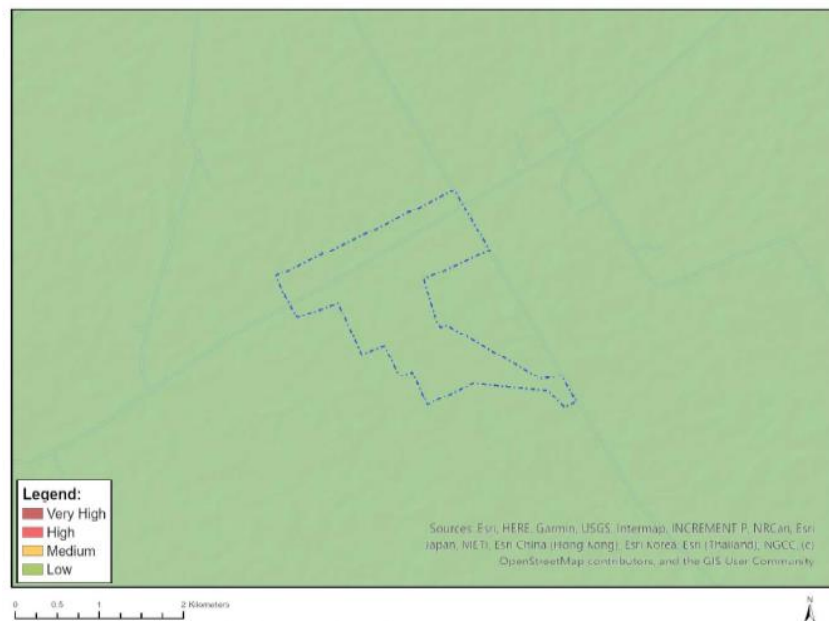 Legend:
Very High
High
Medium
Low
Sources: Esri, HERE, Garmin, USGS, Intermap, INCREMENT P, NRCan, Esri
Japan, METI, Esri China (Hong Kong), Esri Korea, Esri (Thailand), NGCC, (c)
OpenStreetMap contributors, and the GIS User Community
0 0.5 1 2 Kilometers
N